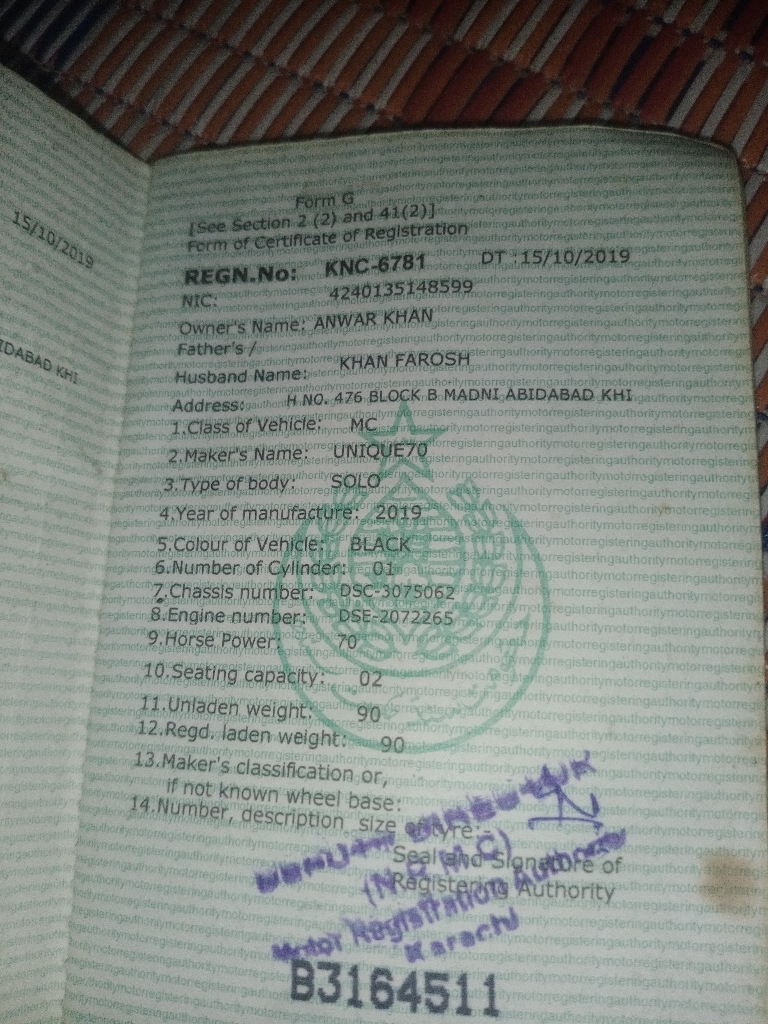 15/10/2019
IDABAD KHI
Form G
[See Section 2 (2) and 41(2)]
Form of Certificate of Registration
REGN.No: KNC-6781 DT :15/10/2019
NIC: 4240135148599
Owner's Name: ANWAR KHAN
Father's /
Husband Name: KHAN FAROSH
Address: H NO. 476 BLOCK B MADNI ABIDABAD KHI
1.Class of Vehicle: MC
2.Maker's Name: UNIQUE70
3.Type of body: SOLO
4.Year of manufacture: 2019
5.Colour of Vehicle: BLACK
6.Number of Cylinder: 01
7.Chassis number: DSC-3075062
8.Engine number: DSE-2072265
9.Horse Power: 70
10.Seating capacity: 02
11.Unladen weight: 90
12.Regd. laden weight: 90
13.Maker's classification or,
if not known wheel base:
14.Number, description size of tyre:-
Seal and Signature of
Registering Authority
Motor Registration Authority
Karachi
B3164511